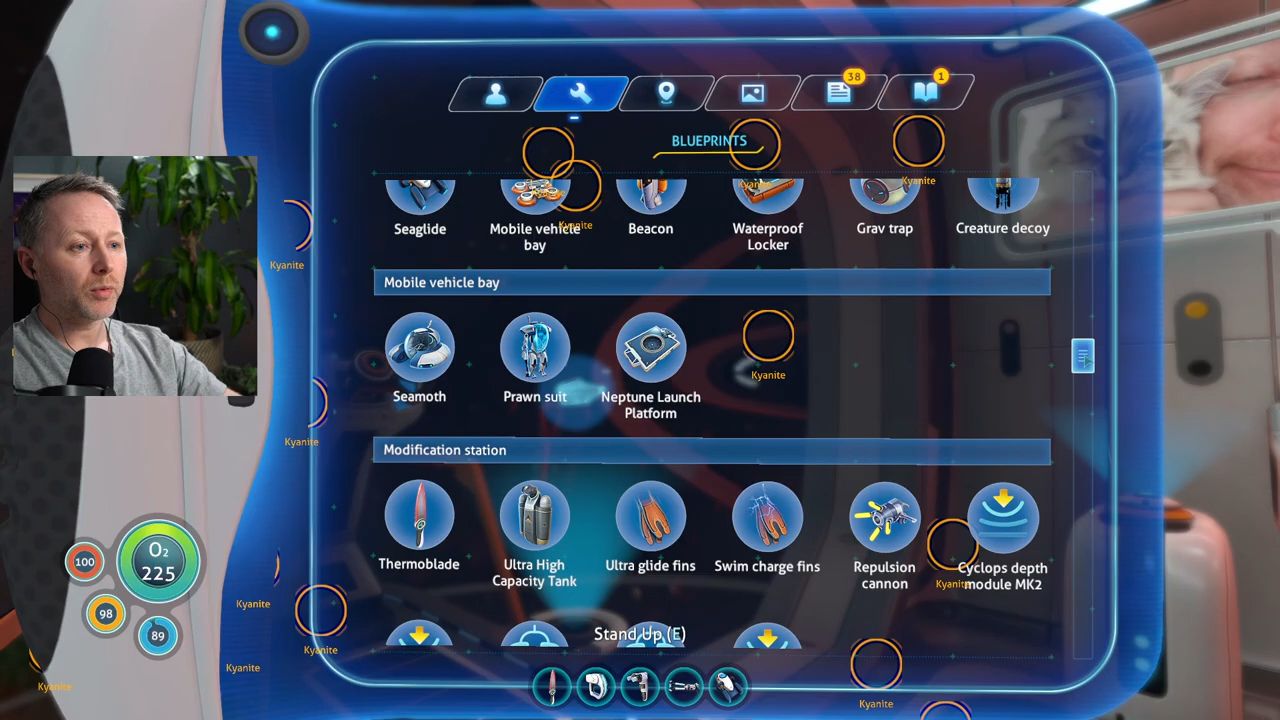 38
1
BLUEPRINTS
Kyanite
Kyanite
Kyanite
Kyanite
Seaglide
Mobile vehicle
bay
Beacon
Waterproof
Locker
Grav trap
Creature decoy
Kyanite
Mobile vehicle bay
Kyanite
Seamoth
Prawn suit
Neptune Launch
Platform
Kyanite
Modification station
Thermoblade
Ultra High
Capacity Tank
Ultra glide fins
Swim charge fins
Repulsion
cannon
Cyclops depth
module MK2
Kyanite
O₂
225
100
98
89
Kyanite
Stand Up (E)
Kyanite
Kyanite
Kyanite
Kyanite